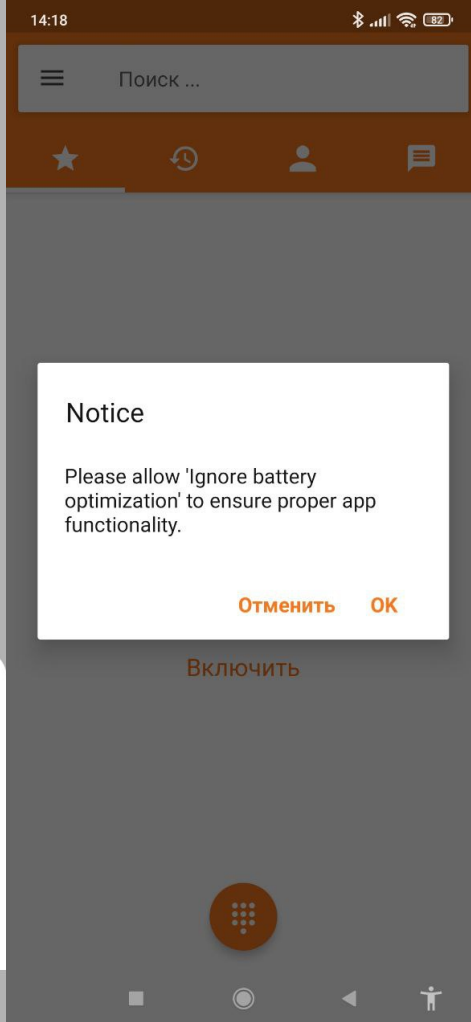 14:18
82
Поиск ...
Notice
Please allow 'Ignore battery
optimization' to ensure proper app
functionality.
Отменить OK
Включить